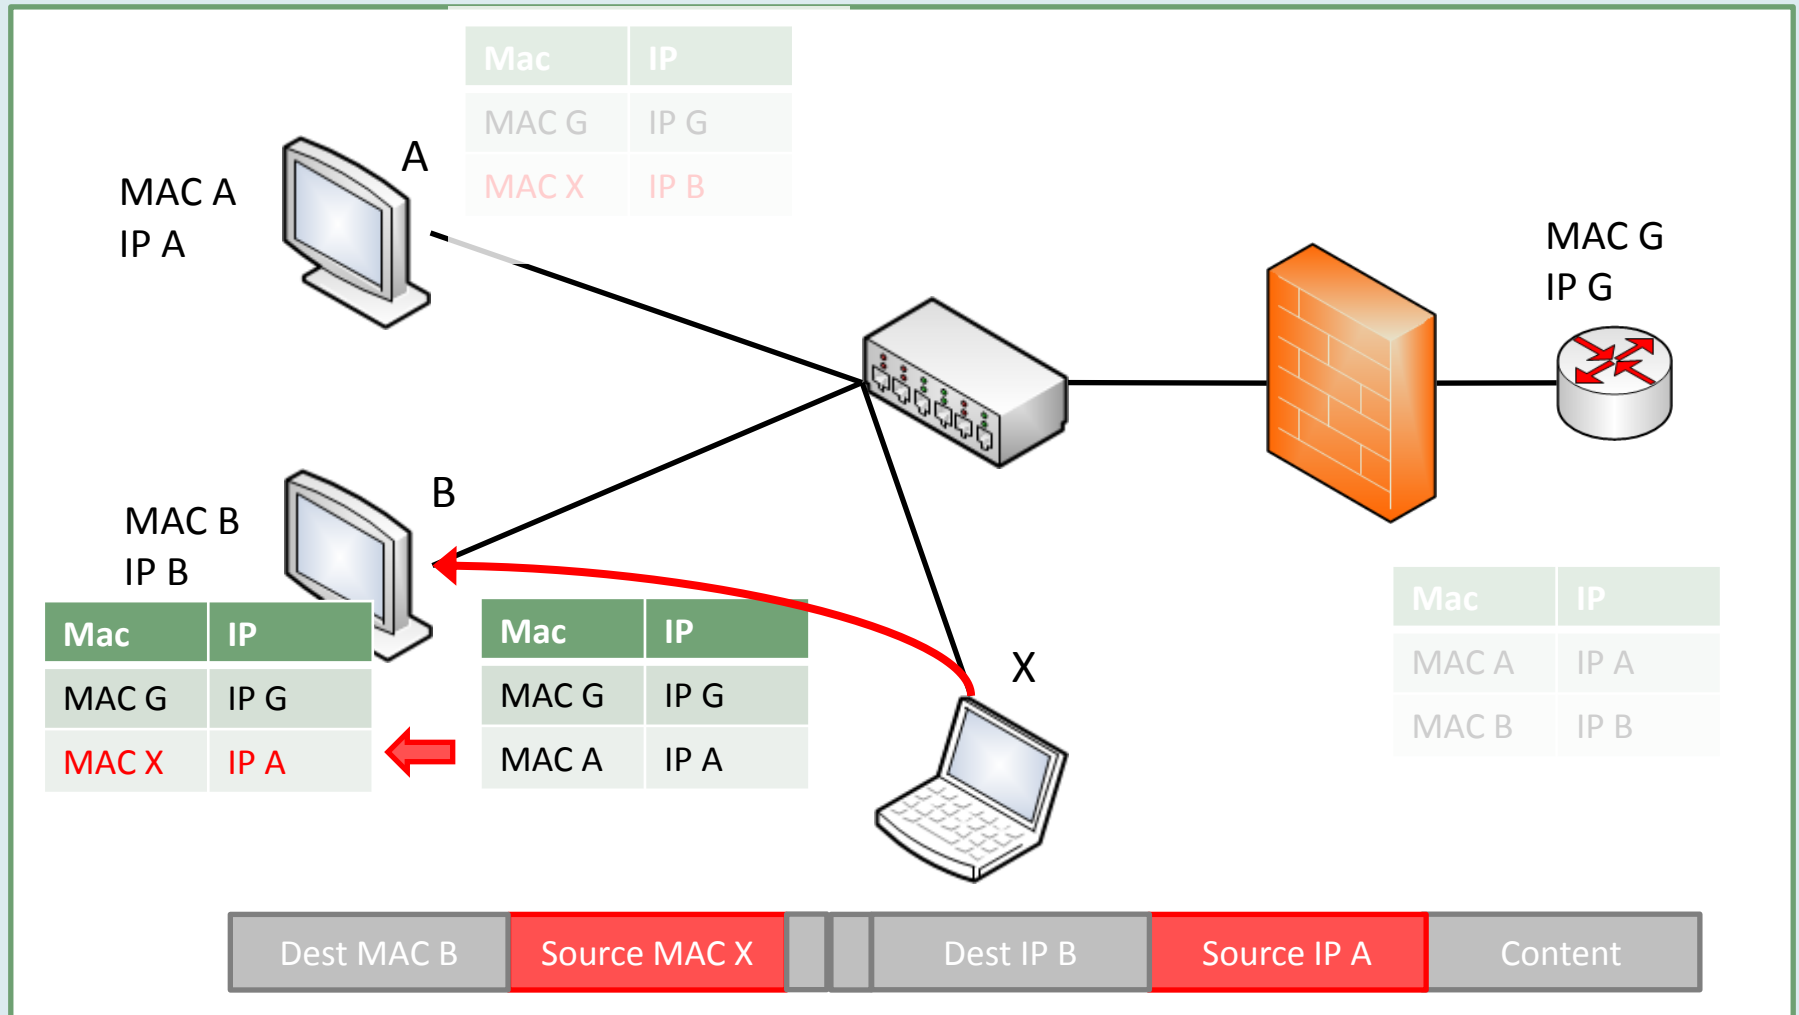 Mac IP
MAC G IP G
MAC X IP B
A
MAC A
IP A
MAC G
IP G
B
MAC B
IP B
Mac IP
MAC G IP G
MAC X IP A
Mac IP
MAC G IP G
MAC A IP A
X
Mac IP
MAC A IP A
MAC B IP B
Dest MAC B Source MAC X Dest IP B Source IP A Content